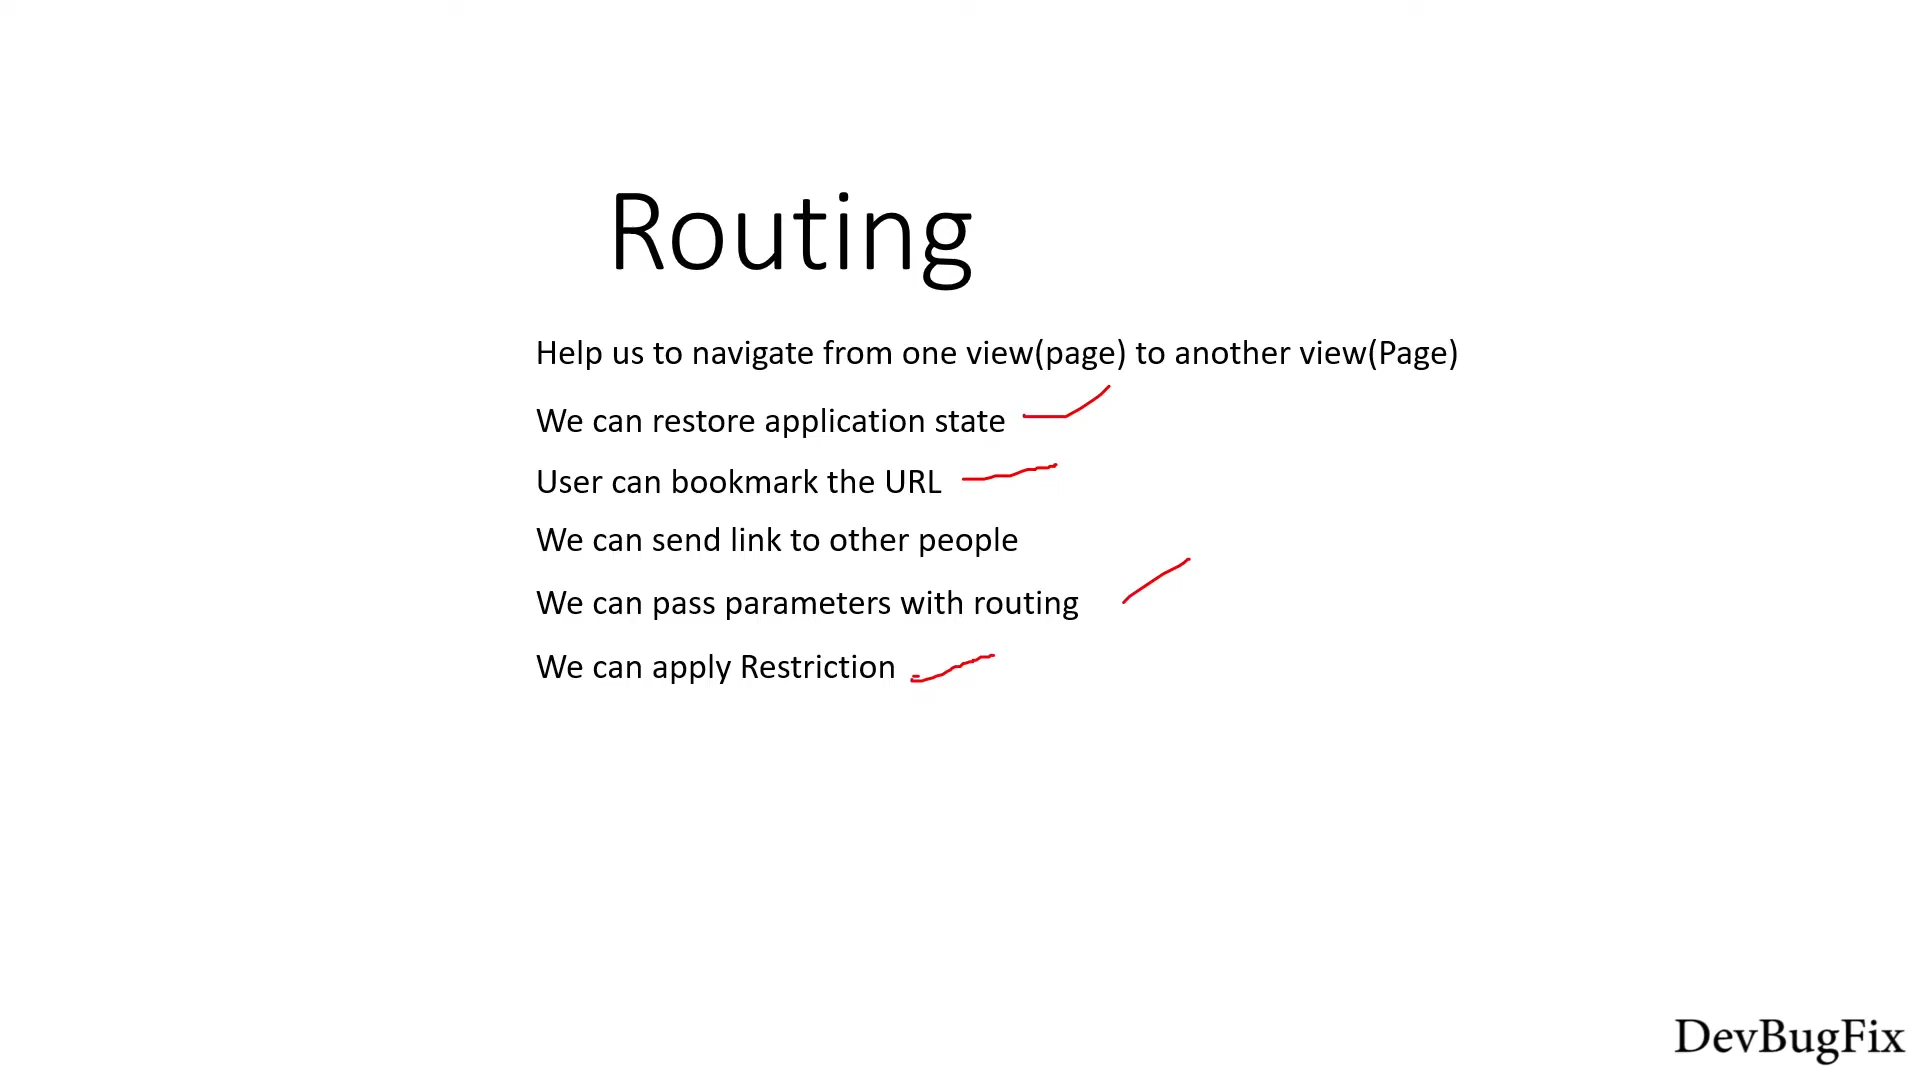 Routing
Help us to navigate from one view(page) to another view(Page)
We can restore application state
User can bookmark the URL
We can send link to other people
We can pass parameters with routing
We can apply Restriction
DevBugFix